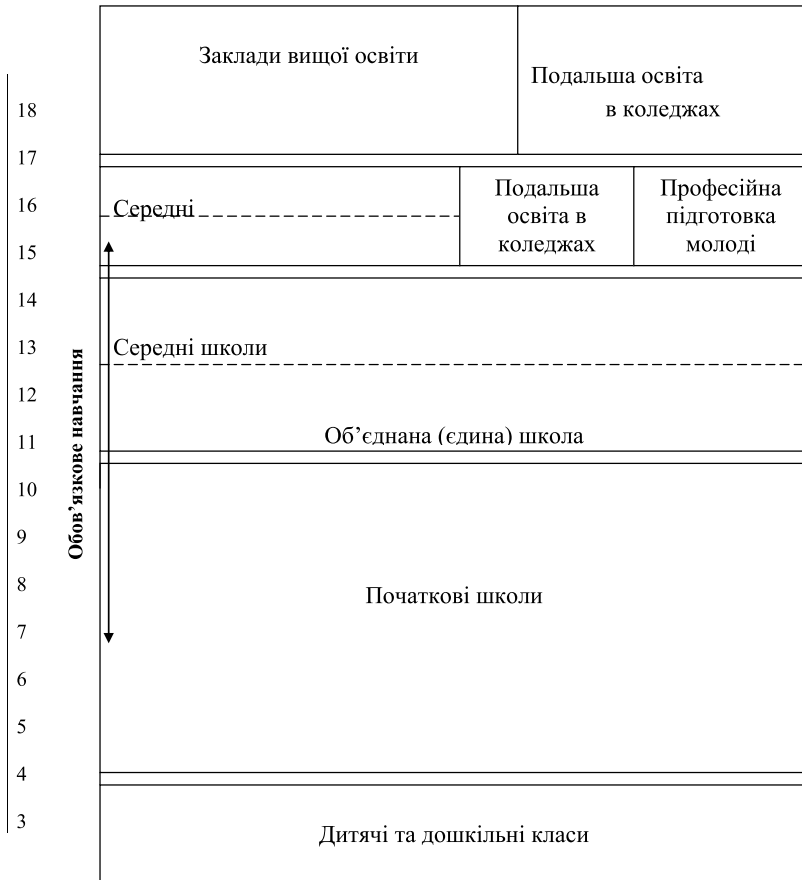 Заклади вищої освіти
Подальша освіта
в коледжах
18
17
16
15
14
13
12
11
10
9
8
7
6
5
4
3
Обов’язкове навчання
Середні
Подальша
освіта в
коледжах
Професійна
підготовка
молоді
Середні школи
Об’єднана (єдина) школа
Початкові школи
Дитячі та дошкільні класи